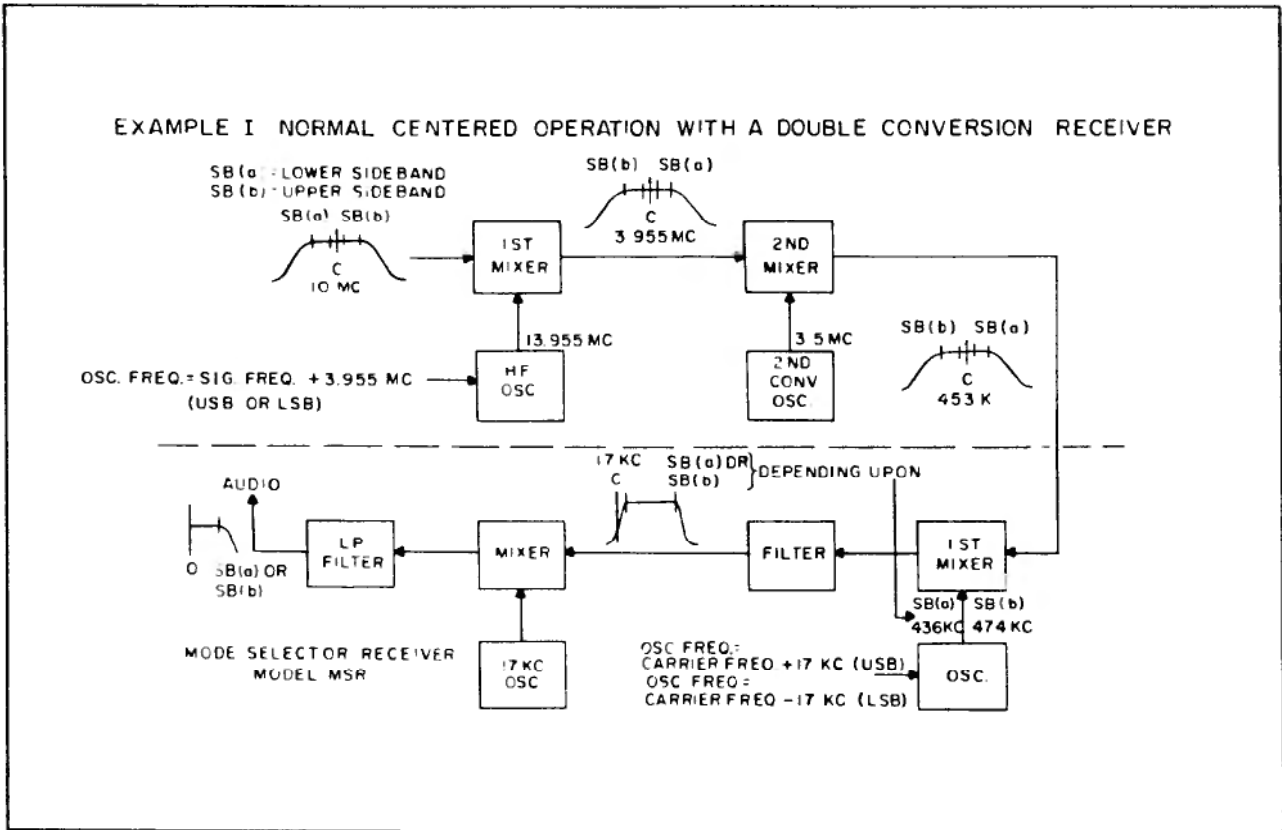 EXAMPLE I NORMAL CENTERED OPERATION WITH A DOUBLE CONVERSION RECEIVER
SB(a) = LOWER SIDEBAND
SB(b) - UPPER SIDEBAND
SB(a) SB(b)
C
10 MC
1ST
MIXER
SB(b) SB(a)
C
3 955 MC
2ND
MIXER
13.955 MC
3 5 MC
OSC. FREQ.= SIG. FREQ. + 3.955 MC
(USB OR LSB)
HF
OSC
2ND
CONV
OSC.
SB(b) SB(a)
C
453 K
17 KC
C
SB(a) OR
SB(b)
} DEPENDING UPON
AUDIO
0
SB(a) OR
SB(b)
LP
FILTER
MIXER
FILTER
1ST
MIXER
SB(a) SB(b)
436KC 474KC
MODE SELECTOR RECEIVER
MODEL MSR
17 KC
OSC
OSC FREQ.=
CARRIER FREQ. +17 KC (USB)
OSC FREQ=
CARRIER FREQ -17 KC (LSB)
OSC.